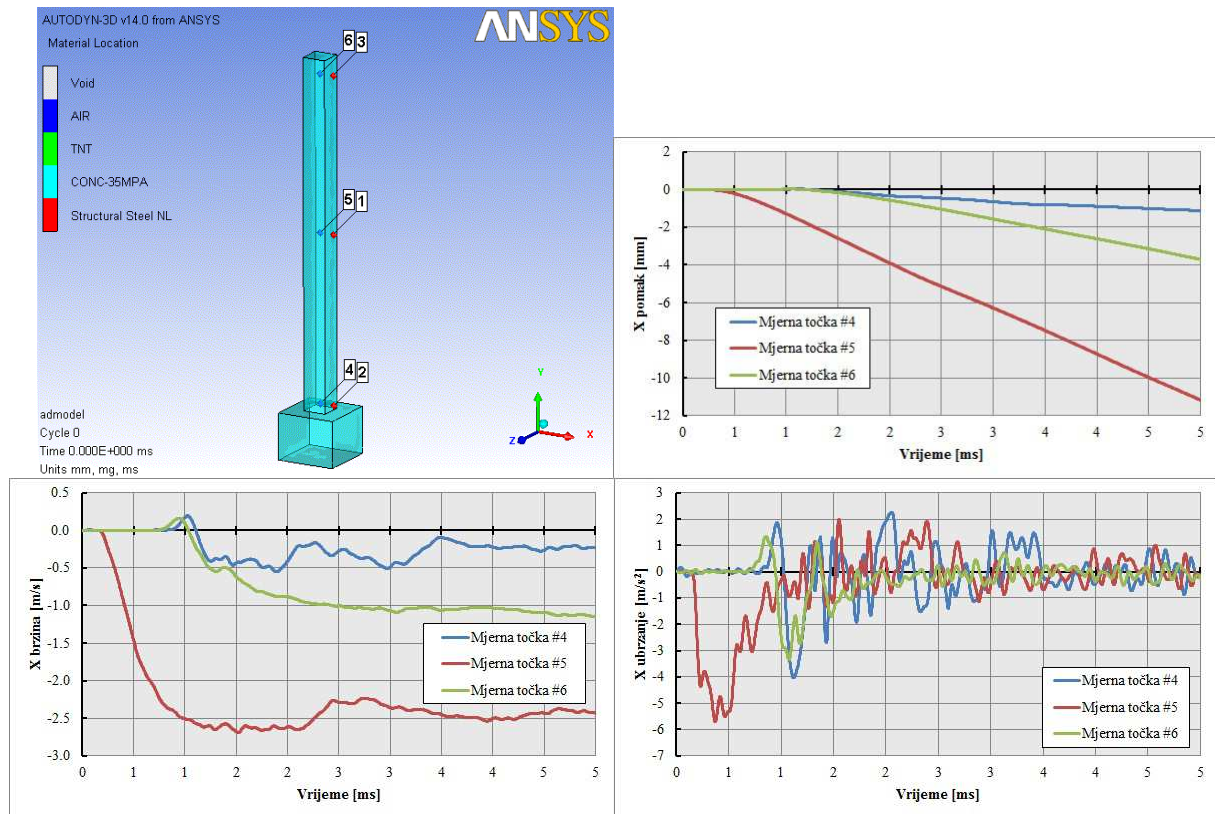 AUTODYN-3D v14.0 from ANSYS
Material Location
ANSYS
Void
AIR
TNT
CONC-35MPA
Structural Steel NL
6 3
5 1
4 2
admodel
Cycle 0
Time 0.000E+000 ms
Units mm, mg, ms
Y
Z
X
2
0
-2
-4
-6
-8
-10
-12
X pomak [mm]
Mjerna točka #4
Mjerna točka #5
Mjerna točka #6
0 1 1 2 2 3 3 4 4 5 5
Vrijeme [ms]
0.5
0.0
-0.5
-1.0
-1.5
-2.0
-2.5
-3.0
X brzina [m/s]
Mjerna točka #4
Mjerna točka #5
Mjerna točka #6
0 1 1 2 2 3 3 4 4 5 5
Vrijeme [ms]
3
2
1
0
-1
-2
-3
-4
-5
-6
-7
X ubrzanje [m/s²]
Mjerna točka #4
Mjerna točka #5
Mjerna točka #6
0 1 1 2 2 3 3 4 4 5 5
Vrijeme [ms]